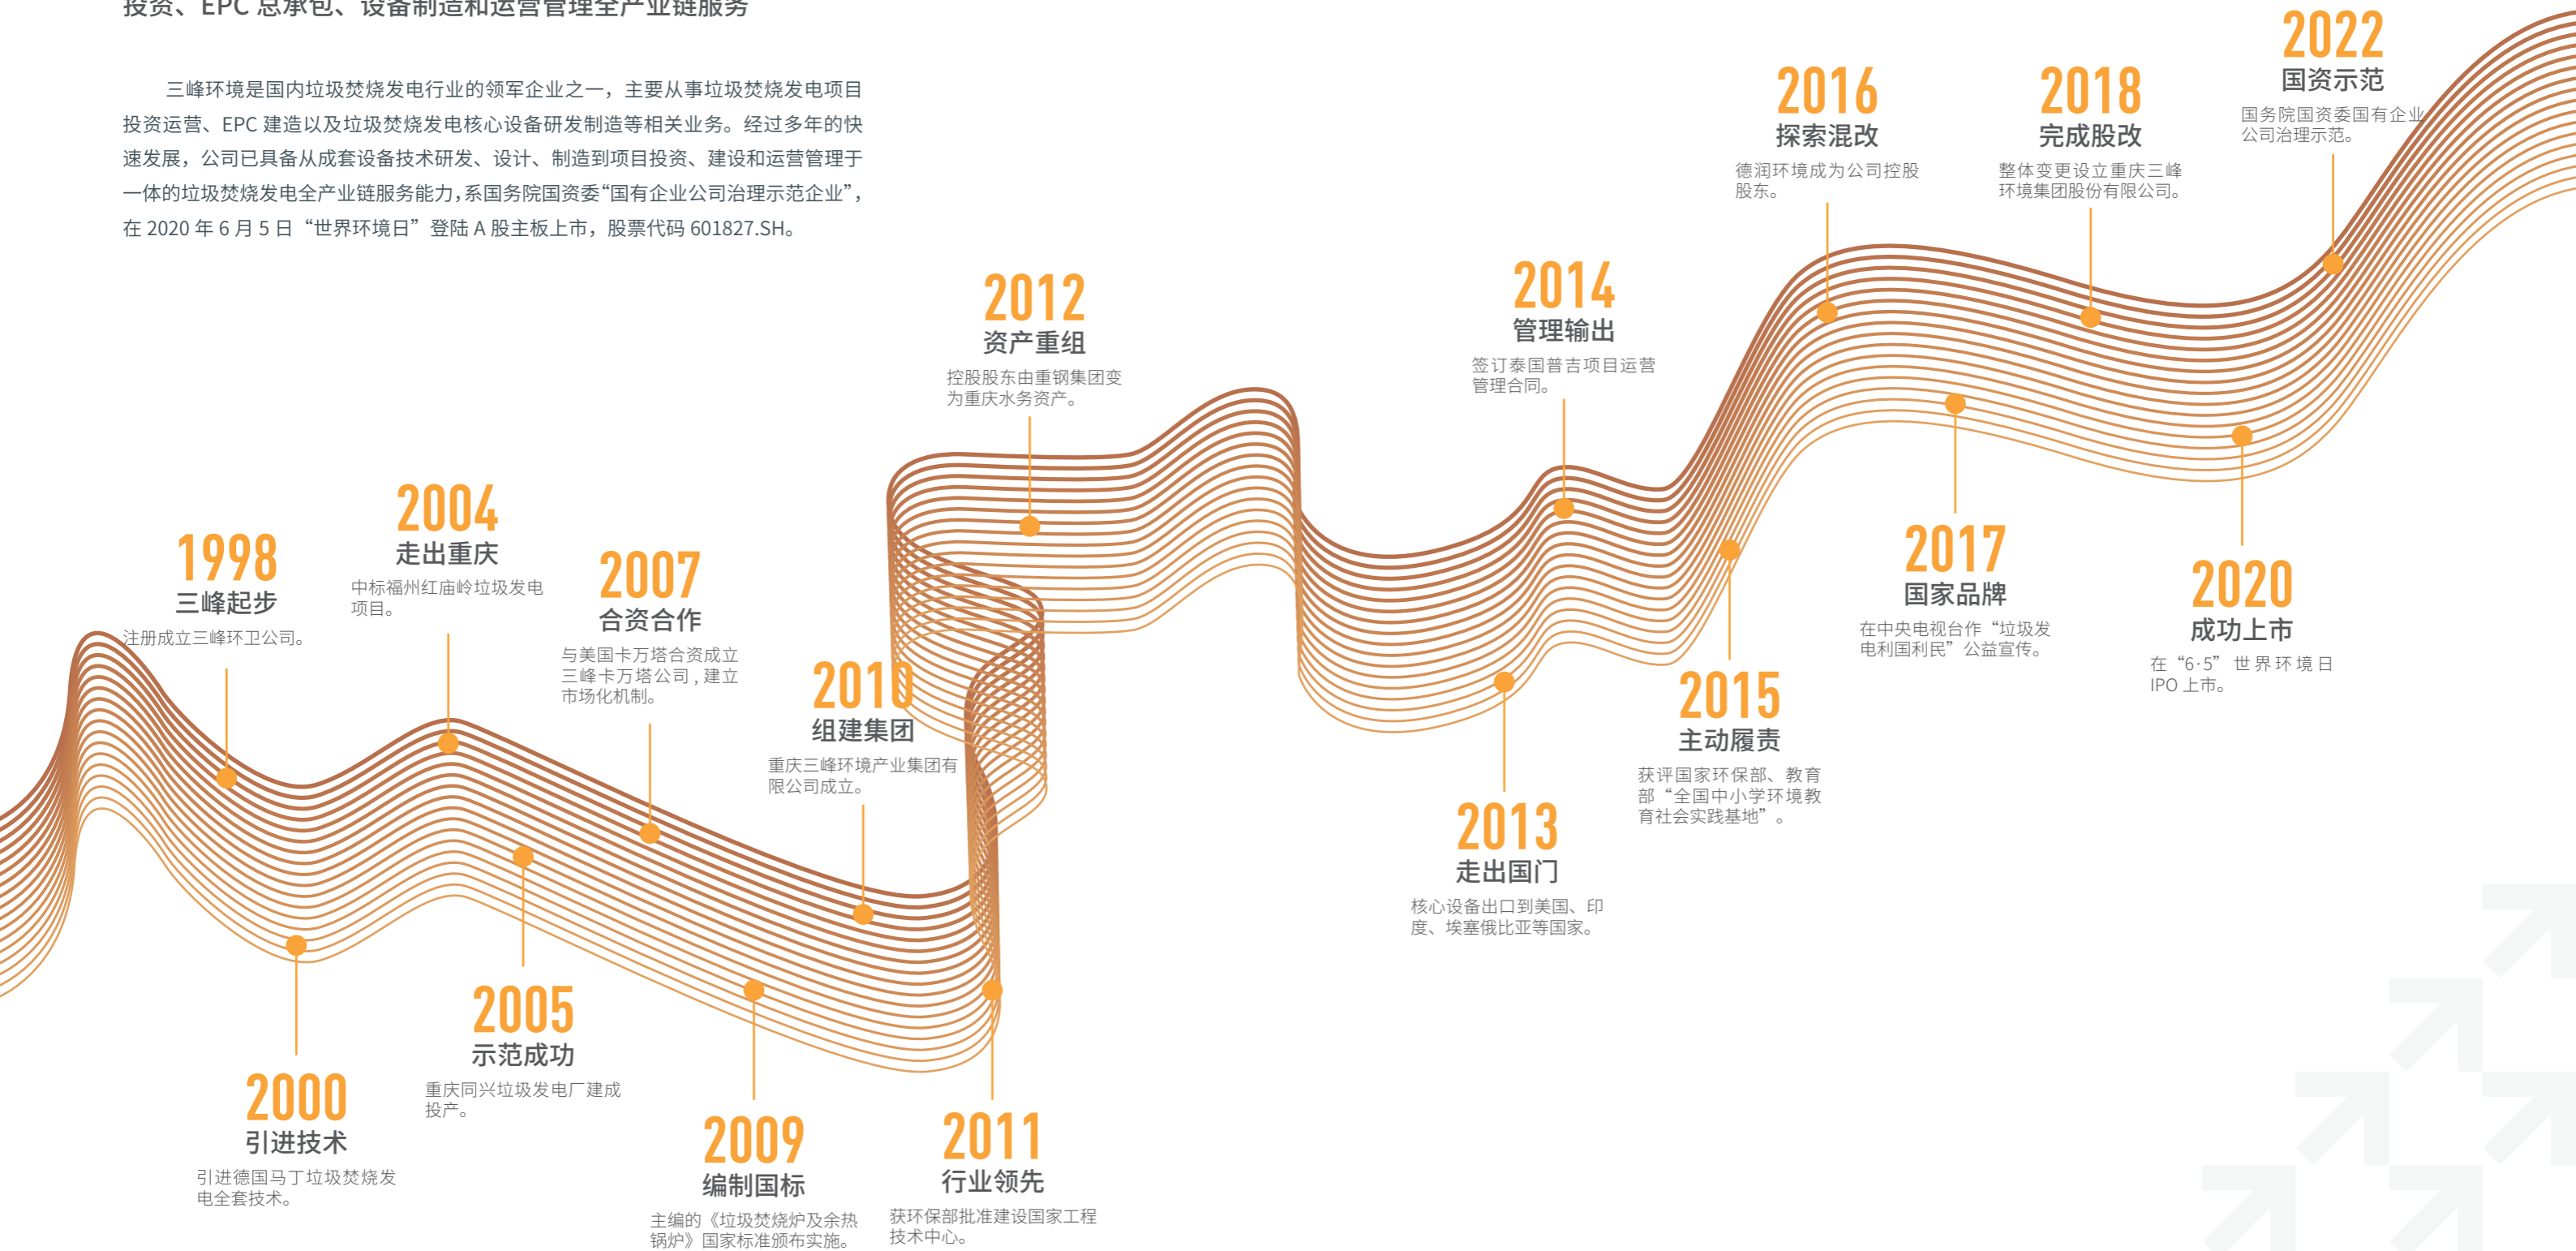 投资、EPC 总承包、设备制造和运营管理全产业链服务
三峰环境是国内垃圾焚烧发电行业的领军企业之一，主要从事垃圾焚烧发电项目
投资运营、EPC 建造以及垃圾焚烧发电核心设备研发制造等相关业务。经过多年的快
速发展，公司已具备从成套设备技术研发、设计、制造到项目投资、建设和运营管理于
一体的垃圾焚烧发电全产业链服务能力，系国务院国资委“国有企业公司治理示范企业”，
在 2020 年 6 月 5 日“世界环境日”登陆 A 股主板上市，股票代码 601827.SH。
1998
三峰起步
注册成立三峰环卫公司。
2000
引进技术
引进德国马丁垃圾焚烧发
电全套技术。
2004
走出重庆
中标福州红庙岭垃圾发电
项目。
2005
示范成功
重庆同兴垃圾发电厂建成
投产。
2007
合资合作
与美国卡万塔合资成立
三峰卡万塔公司，建立
市场化机制。
2009
编制国标
主编的《垃圾焚烧炉及余热
锅炉》国家标准颁布实施。
2010
组建集团
重庆三峰环境产业集团有
限公司成立。
2011
行业领先
获环保部批准建设国家工程
技术中心。
2012
资产重组
控股股东由重钢集团变
为重庆水务资产。
2013
走出国门
核心设备出口到美国、印
度、埃塞俄比亚等国家。
2014
管理输出
签订泰国普吉项目运营
管理合同。
2015
主动履责
获评国家环保部、教育
部“全国中小学环境教
育社会实践基地”。
2016
探索混改
德润环境成为公司控股
股东。
2017
国家品牌
在中央电视台作“垃圾发
电利国利民”公益宣传。
2018
完成股改
整体变更设立重庆三峰
环境集团股份有限公司。
2020
成功上市
在“6·5”世界环境日
IPO 上市。
2022
国资示范
国务院国资委国有企业
公司治理示范。